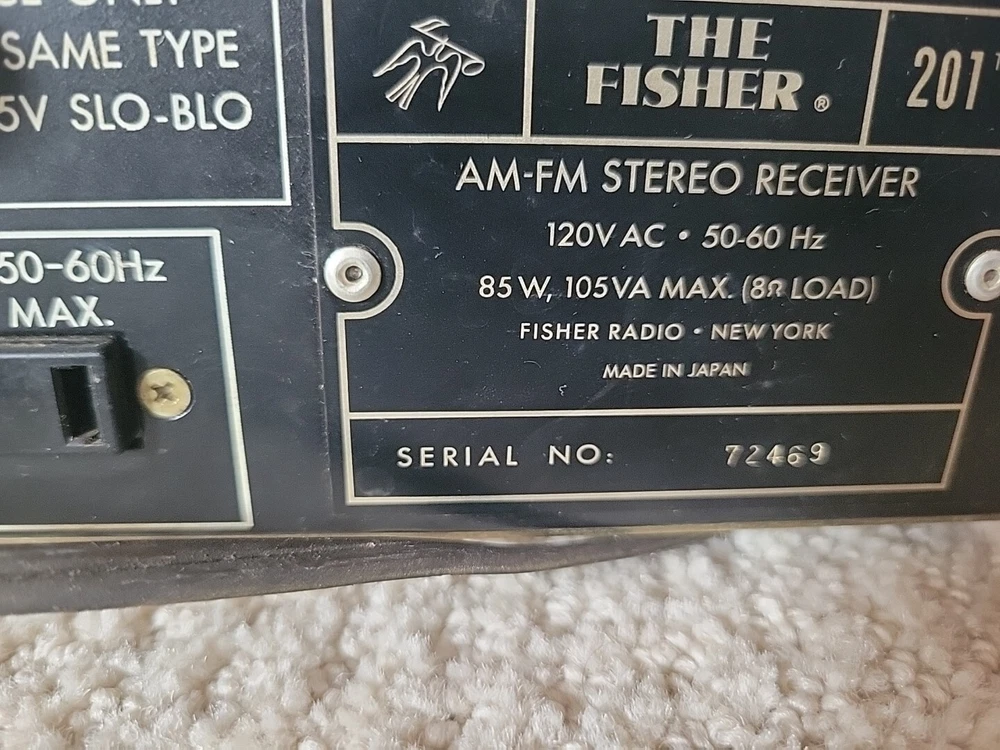 SAME TYPE
5V SLO-BLO
50-60Hz
MAX.
THE
FISHER ®
201
AM-FM STEREO RECEIVER
120V AC • 50-60 Hz
85 W, 105VA MAX. (8Ω LOAD)
FISHER RADIO • NEW YORK
MADE IN JAPAN
SERIAL NO: 72469